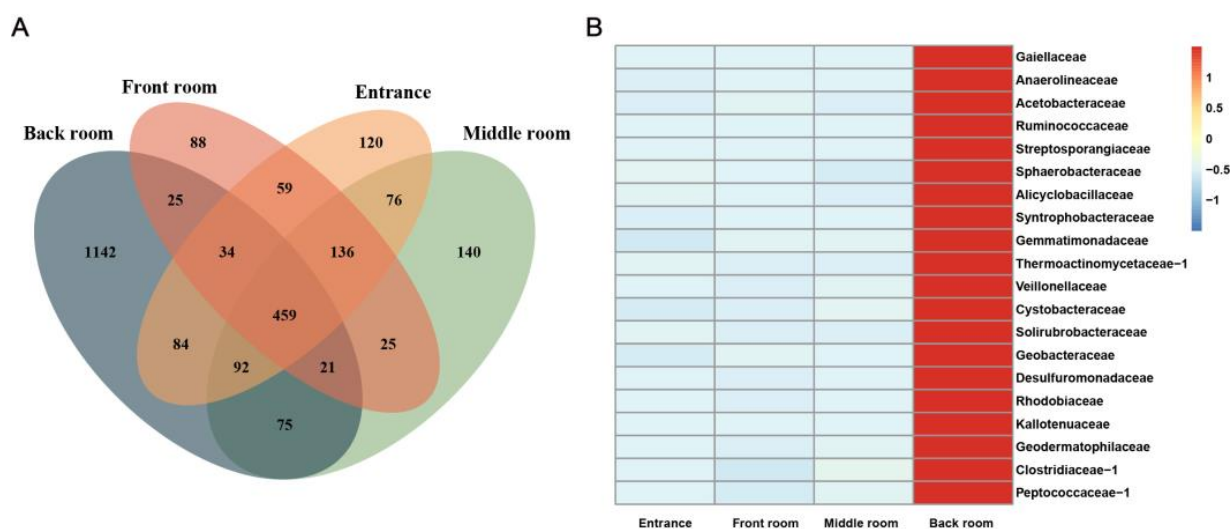 A
Front room
Entrance
Back room
Middle room
88
120
59
25
76
1142
34
136
140
459
84
25
92
21
75
B
Gaiellaceae
Anaerolineaceae
Acetobacteraceae
Ruminococcaceae
Streptosporangiaceae
Sphaerobacteraceae
Alicyclobacillaceae
Syntrophobacteraceae
Gemmatimonadaceae
Thermoactinomycetaceae−1
Veillonellaceae
Cystobacteraceae
Solirubrobacteraceae
Geobacteraceae
Desulfuromonadaceae
Rhodobiaceae
Kallotenuaceae
Geodermatophilaceae
Clostridiaceae−1
Peptococcaceae−1
Entrance Front room Middle room Back room
1
0.5
0
−0.5
−1